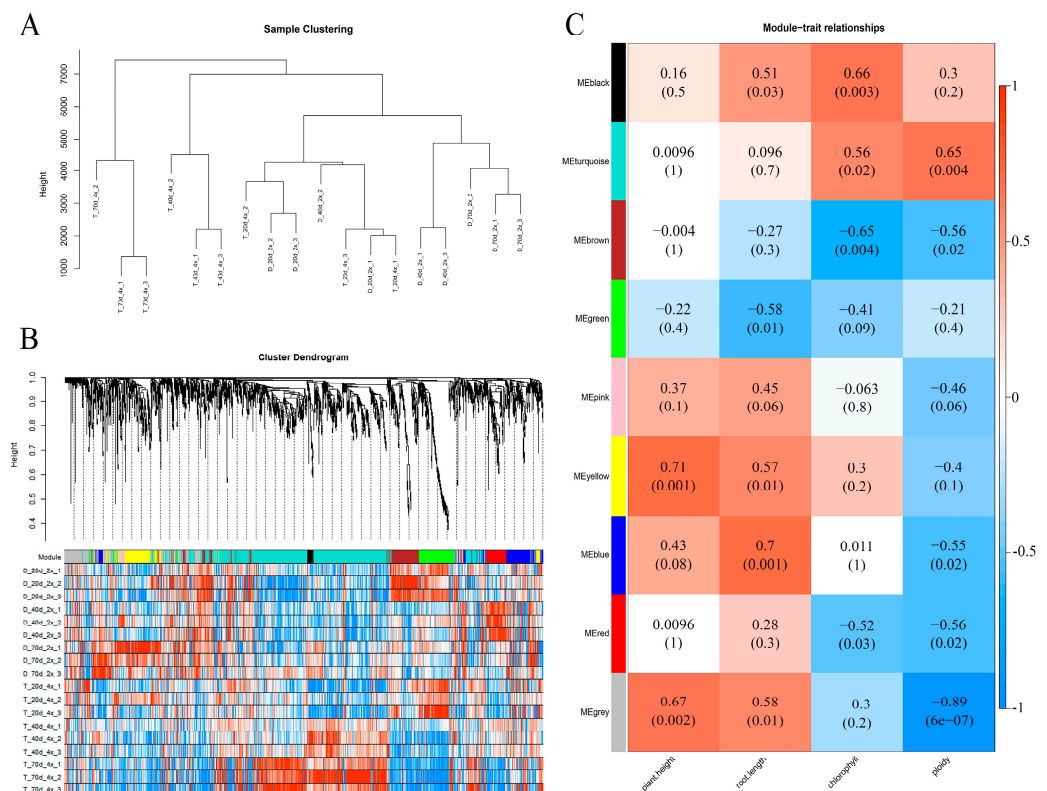 A
Sample Clustering
Height
7000
6000
5000
4000
3000
2000
1000
T_70d_4x_2
T_70d_4x_1
T_70d_4x_3
T_40d_4x_2
T_40d_4x_1
T_40d_4x_3
T_20d_4x_2
D_20d_2x_2
D_20d_2x_3
D_40d_2x_2
T_20d_4x_3
D_20d_2x_1
T_20d_4x_1
D_40d_2x_1
D_40d_2x_3
D_70d_2x_2
D_70d_2x_1
D_70d_2x_3
B
Cluster Dendrogram
Height
1.0
0.9
0.8
0.7
0.6
0.5
0.4
Module
D_20d_2x_1
D_20d_2x_2
D_20d_2x_3
D_40d_2x_1
D_40d_2x_2
D_40d_2x_3
D_70d_2x_1
D_70d_2x_2
D_70d_2x_3
T_20d_4x_1
T_20d_4x_2
T_20d_4x_3
T_40d_4x_1
T_40d_4x_2
T_40d_4x_3
T_70d_4x_1
T_70d_4x_2
T_70d_4x_3
C
Module−trait relationships
MEblack 0.16 0.51 0.66 0.3
(0.5 (0.03) (0.003) (0.2)
MEturquoise 0.0096 0.096 0.56 0.65
(1) (0.7) (0.02) (0.004
MEbrown −0.004 −0.27 −0.65 −0.56
(1) (0.3) (0.004) (0.02
MEgreen −0.22 −0.58 −0.41 −0.21
(0.4) (0.01) (0.09) (0.4)
MEpink 0.37 0.45 −0.063 −0.46
(0.1) (0.06) (0.8) (0.06)
MEyellow 0.71 0.57 0.3 −0.4
(0.001) (0.01) (0.2) (0.1)
MEblue 0.43 0.7 0.011 −0.55
(0.08) (0.001) (1) (0.02)
MEred 0.0096 0.28 −0.52 −0.56
(1) (0.3) (0.03) (0.02)
MEgrey 0.67 0.58 0.3 −0.89
(0.002) (0.01) (0.2) (6e−07)
plant.height
root.length
chlorophyll
ploidy
1
0.5
0
−0.5
−1